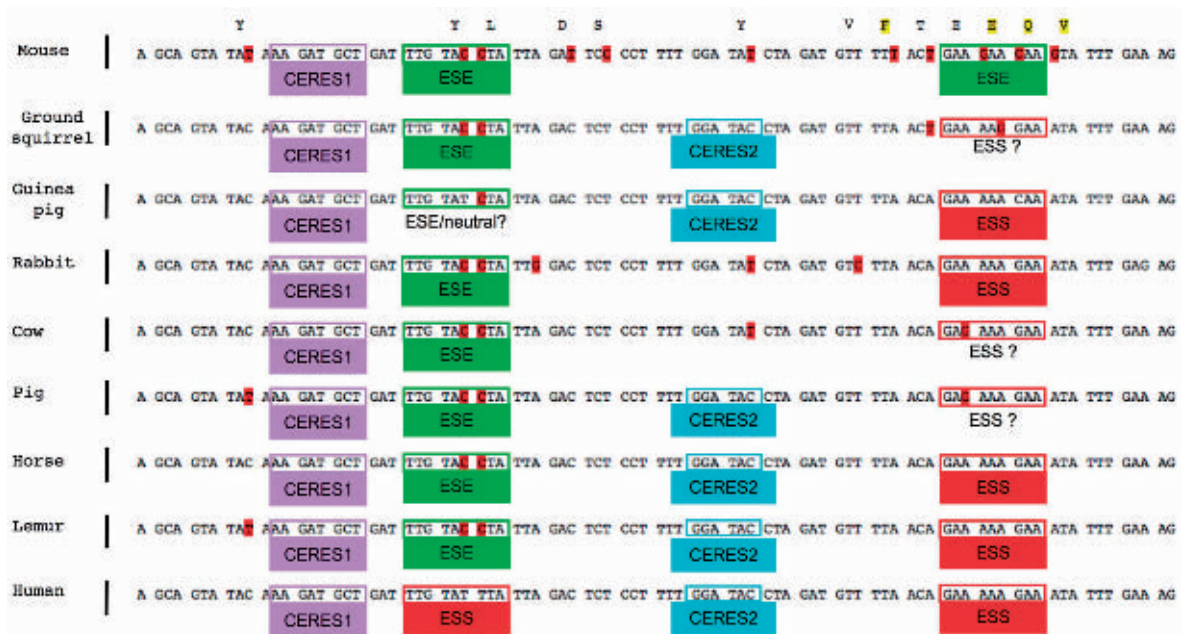 Y Y L D S Y V F T E E Q V
Mouse A GCA GTA TAT AAA GAT GCT GAT TTG TAC CTA TTA GAT TCG CCT TTT GGA TAT CTA GAT GTT TTT ACT GAA GAA CAA GTA TTT GAA AG
CERES1 ESE ESE
Ground squirrel A GCA GTA TAC AAA GAT GCT GAT TTG TAC CTA TTA GAC TCT CCT TTT GGA TAC CTA GAT GTT TTA ACT GAA AAG GAA ATA TTT GAA AG
CERES1 ESE CERES2 ESS ?
Guinea pig A GCA GTA TAC AAA GAT GCT GAT TTG TAT CTA TTA GAC TCT CCT TTT GGA TAC CTA GAT GTT TTA ACA GAA AAA CAA ATA TTT GAA AG
CERES1 ESE/neutral? CERES2 ESS
Rabbit A GCA GTA TAC AAA GAT GCT GAT TTG TAC CTA TTG GAC TCT CCT TTT GGA TAT CTA GAT GTC TTA ACA GAA AAA GAA ATA TTT GAG AG
CERES1 ESE ESS
Cow A GCA GTA TAC AAA GAT GCT GAT TTG TAC CTA TTA GAC TCT CCT TTT GGA TAT CTA GAT GTT TTA ACA GAC AAA GAA ATA TTT GAA AG
CERES1 ESE ESS ?
Pig A GCA GTA TAT AAA GAT GCT GAT TTG TAC CTA TTA GAC TCT CCT TTT GGA TAC CTA GAT GTT TTA ACA GAC AAA GAA ATA TTT GAA AG
CERES1 ESE CERES2 ESS ?
Horse A GCA GTA TAC AAA GAT GCT GAT TTG TAC CTA TTA GAC TCT CCT TTT GGA TAC CTA GAT GTT TTA ACA GAA AAA GAA ATA TTT GAA AG
CERES1 ESE CERES2 ESS
Lemur A GCA GTA TAT AAA GAT GCT GAT TTG TAC CTA TTA GAC TCT CCT TTT GGA TAC CTA GAT GTT TTA ACA GAA AAA GAA ATA TTT GAA AG
CERES1 ESE CERES2 ESS
Human A GCA GTA TAC AAA GAT GCT GAT TTG TAT TTA TTA GAC TCT CCT TTT GGA TAC CTA GAT GTT TTA ACA GAA AAA GAA ATA TTT GAA AG
CERES1 ESS CERES2 ESS